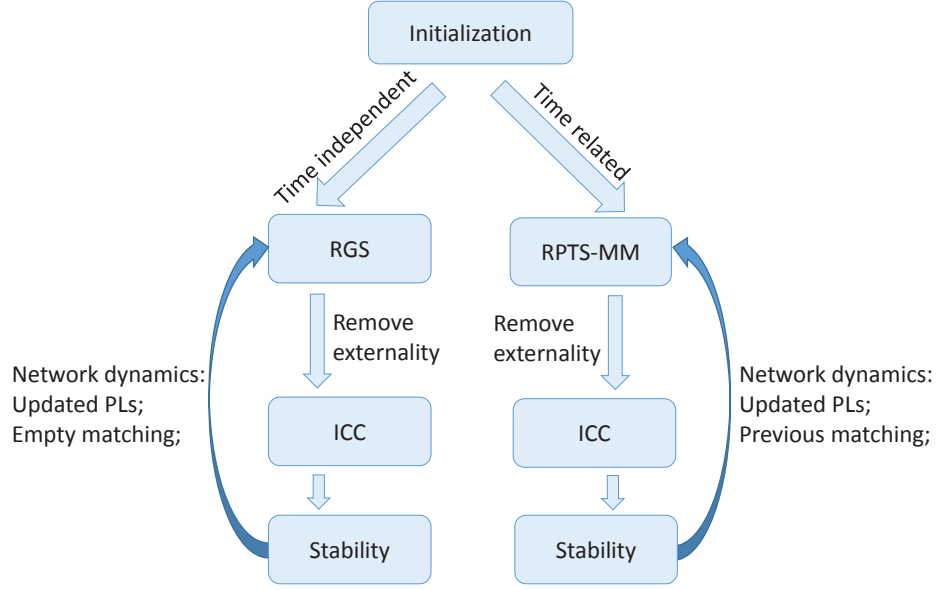 Initialization
Time independent
Time related
RGS
RPTS-MM
Remove
externality
Remove
externality
Network dynamics:
Updated PLs;
Empty matching;
Network dynamics:
Updated PLs;
Previous matching;
ICC
ICC
Stability
Stability